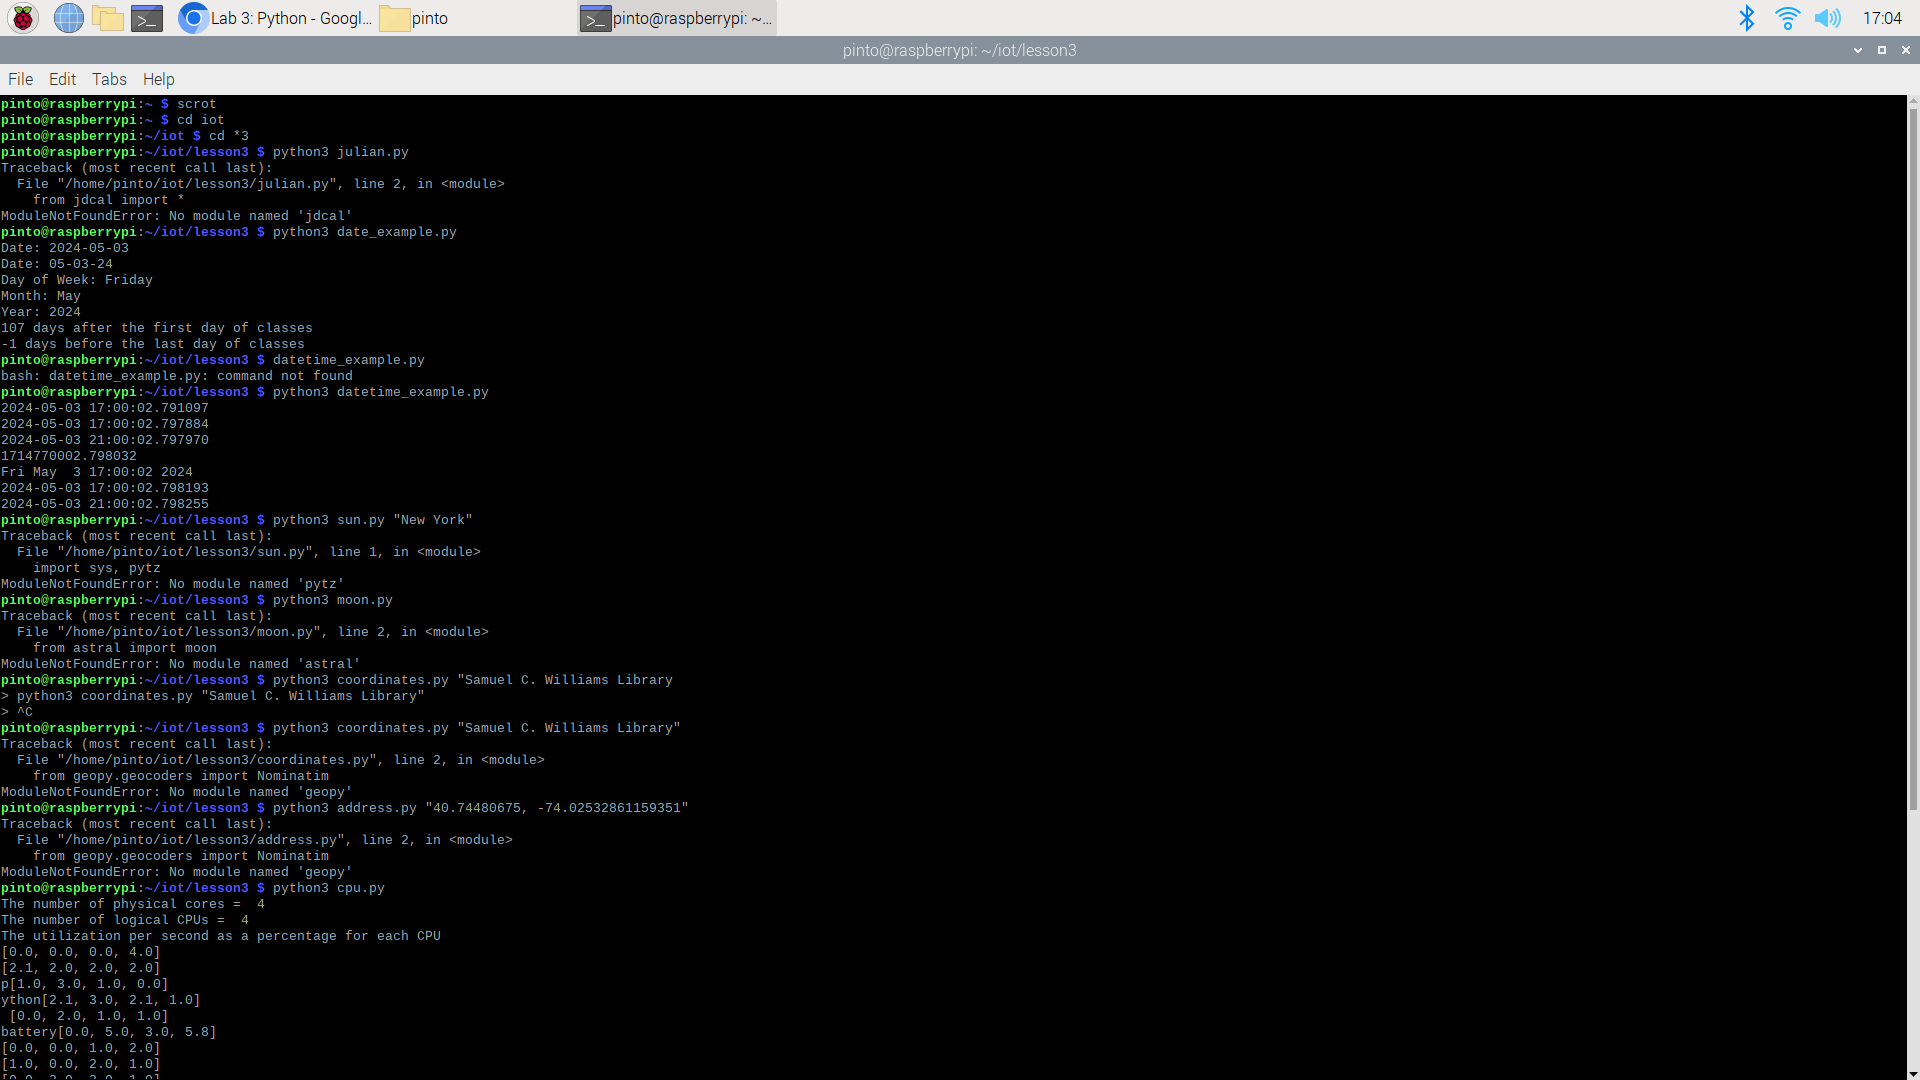 Lab 3: Python - Googl...
pinto
pinto@raspberrypi: ~...
17:04
pinto@raspberrypi: ~/iot/lesson3
File Edit Tabs Help
pinto@raspberrypi:~ $ scrot
pinto@raspberrypi:~ $ cd iot
pinto@raspberrypi:~/iot $ cd *3
pinto@raspberrypi:~/iot/lesson3 $ python3 julian.py
Traceback (most recent call last):
  File "/home/pinto/iot/lesson3/julian.py", line 2, in <module>
    from jdcal import *
ModuleNotFoundError: No module named 'jdcal'
pinto@raspberrypi:~/iot/lesson3 $ python3 date_example.py
Date: 2024-05-03
Date: 05-03-24
Day of Week: Friday
Month: May
Year: 2024
107 days after the first day of classes
-1 days before the last day of classes
pinto@raspberrypi:~/iot/lesson3 $ datetime_example.py
bash: datetime_example.py: command not found
pinto@raspberrypi:~/iot/lesson3 $ python3 datetime_example.py
2024-05-03 17:00:02.791097
2024-05-03 17:00:02.797884
2024-05-03 21:00:02.797970
1714770002.798032
Fri May  3 17:00:02 2024
2024-05-03 17:00:02.798193
2024-05-03 21:00:02.798255
pinto@raspberrypi:~/iot/lesson3 $ python3 sun.py "New York"
Traceback (most recent call last):
  File "/home/pinto/iot/lesson3/sun.py", line 1, in <module>
    import sys, pytz
ModuleNotFoundError: No module named 'pytz'
pinto@raspberrypi:~/iot/lesson3 $ python3 moon.py
Traceback (most recent call last):
  File "/home/pinto/iot/lesson3/moon.py", line 2, in <module>
    from astral import moon
ModuleNotFoundError: No module named 'astral'
pinto@raspberrypi:~/iot/lesson3 $ python3 coordinates.py "Samuel C. Williams Library
> python3 coordinates.py "Samuel C. Williams Library"
> ^C
pinto@raspberrypi:~/iot/lesson3 $ python3 coordinates.py "Samuel C. Williams Library"
Traceback (most recent call last):
  File "/home/pinto/iot/lesson3/coordinates.py", line 2, in <module>
    from geopy.geocoders import Nominatim
ModuleNotFoundError: No module named 'geopy'
pinto@raspberrypi:~/iot/lesson3 $ python3 address.py "40.74480675, -74.02532861159351"
Traceback (most recent call last):
  File "/home/pinto/iot/lesson3/address.py", line 2, in <module>
    from geopy.geocoders import Nominatim
ModuleNotFoundError: No module named 'geopy'
pinto@raspberrypi:~/iot/lesson3 $ python3 cpu.py
The number of physical cores =  4
The number of logical CPUs =  4
The utilization per second as a percentage for each CPU
[0.0, 0.0, 0.0, 4.0]
[2.1, 2.0, 2.0, 2.0]
p[1.0, 3.0, 1.0, 0.0]
ython[2.1, 3.0, 2.1, 1.0]
 [0.0, 2.0, 1.0, 1.0]
battery[0.0, 5.0, 3.0, 5.8]
[0.0, 0.0, 1.0, 2.0]
[1.0, 0.0, 2.0, 1.0]